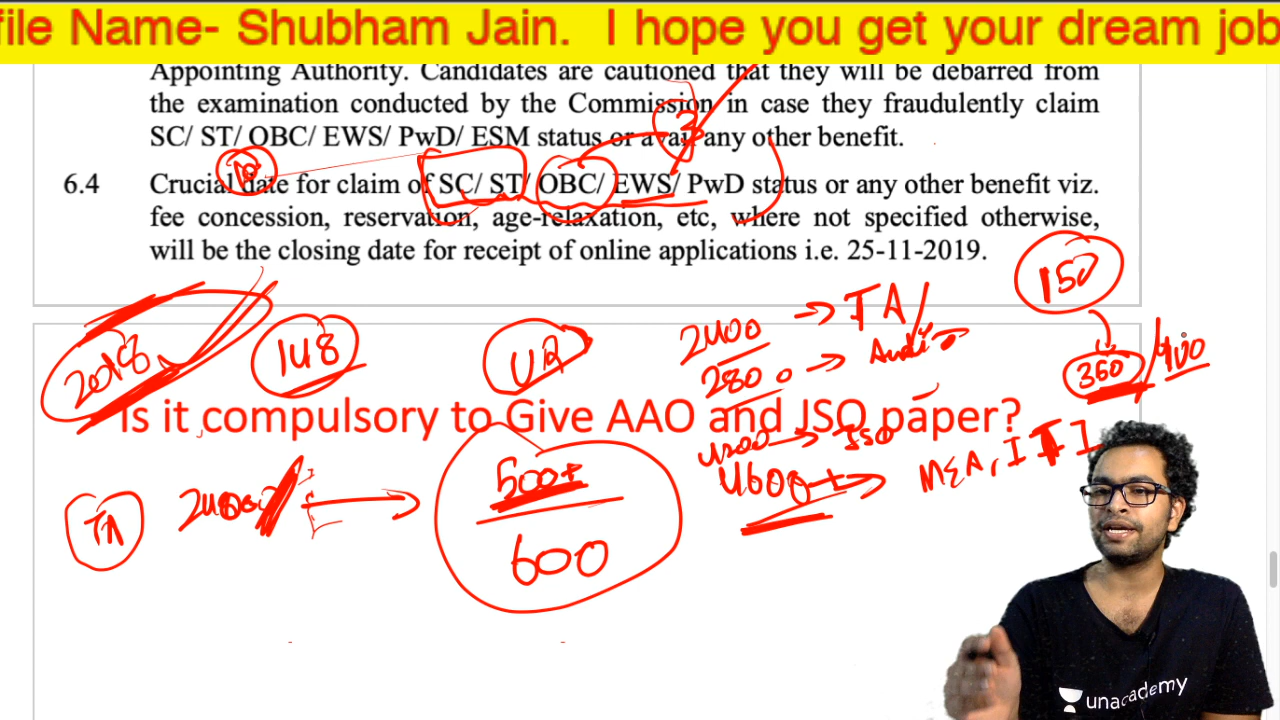 file Name- Shubham Jain. I hope you get your dream job
Appointing Authority. Candidates are cautioned that they will be debarred from
the examination conducted by the Commission in case they fraudulently claim
SC/ ST/ OBC/ EWS/ PwD/ ESM status or avail any other benefit.
3
6.4 Crucial date for claim of SC/ ST/ OBC/ EWS/ PwD status or any other benefit viz.
fee concession, reservation, age-relaxation, etc, where not specified otherwise,
will be the closing date for receipt of online applications i.e. 25-11-2019.
150
2018
148
UR
2400 → TA/
2800 → Auditor
360/400
Is it compulsory to Give AAO and JSO paper?
4200 → JSO
4600+ → MEA, I
TA
500+
600
unacademy